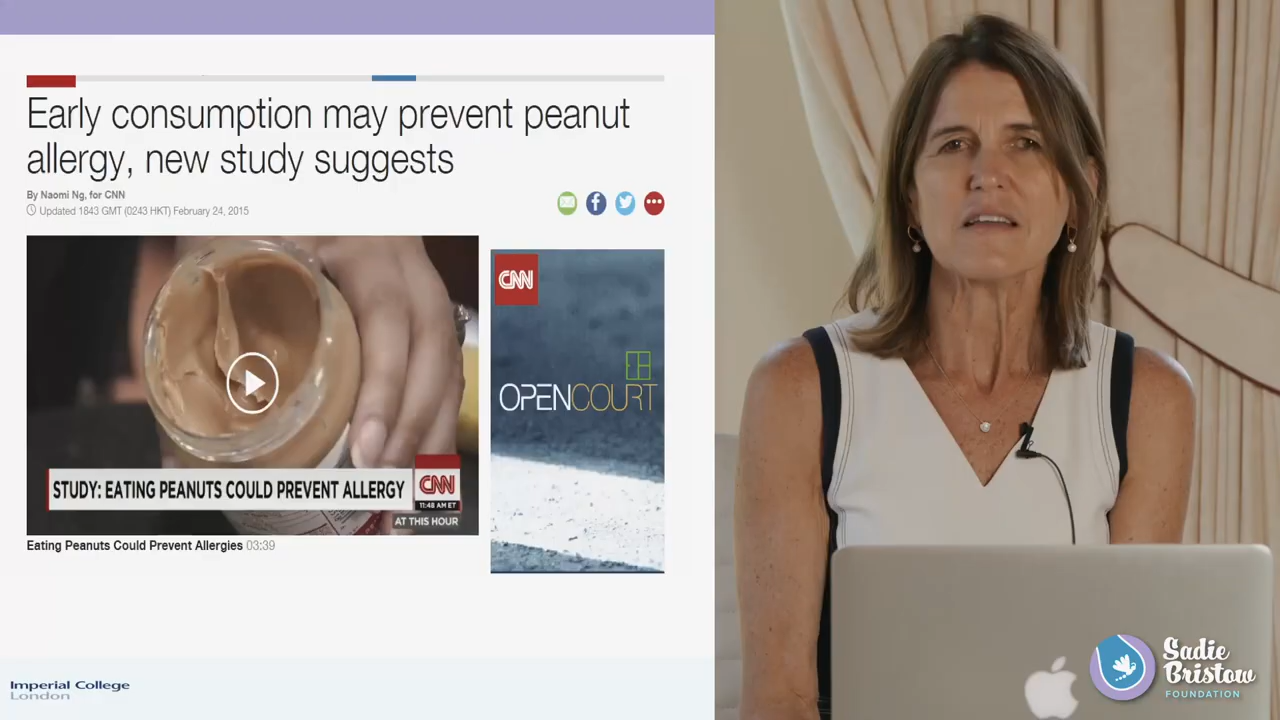 Early consumption may prevent peanut
allergy, new study suggests
By Naomi Ng, for CNN
Updated 1843 GMT (0243 HKT) February 24, 2015
CNN
OPENCOURT
STUDY: EATING PEANUTS COULD PREVENT ALLERGY
CNN
11:48 AM ET
AT THIS HOUR
Eating Peanuts Could Prevent Allergies 03:39
Imperial College
London
Sadie
Bristow
FOUNDATION